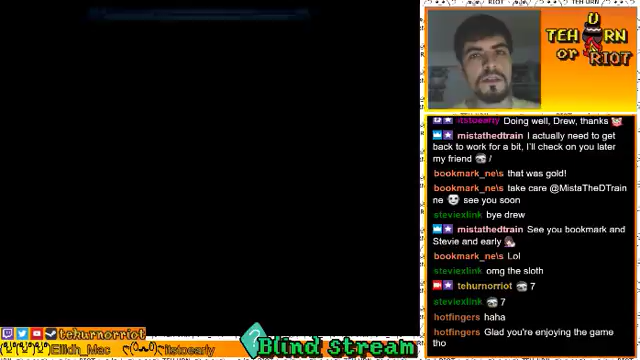 TEH URN
or RIOT
itstoearly Doing well, Drew, thanks
mistathedtrain I actually need to get
back to work for a bit, I'll check on you later
my friend /
bookmark_ne\s that was gold!
bookmark_ne\s take care @MistaTheDTrain
ne see you soon
steviexlink bye drew
mistathedtrain See you bookmark and
Stevie and early
bookmark_ne\s Lol
steviexlink omg the sloth
tehurnorriot 7
steviexlink 7
hotfingers haha
hotfingers Glad you're enjoying the game
tho
tehurnorriot
Eilidh_Mac itstoearly
Blind Stream